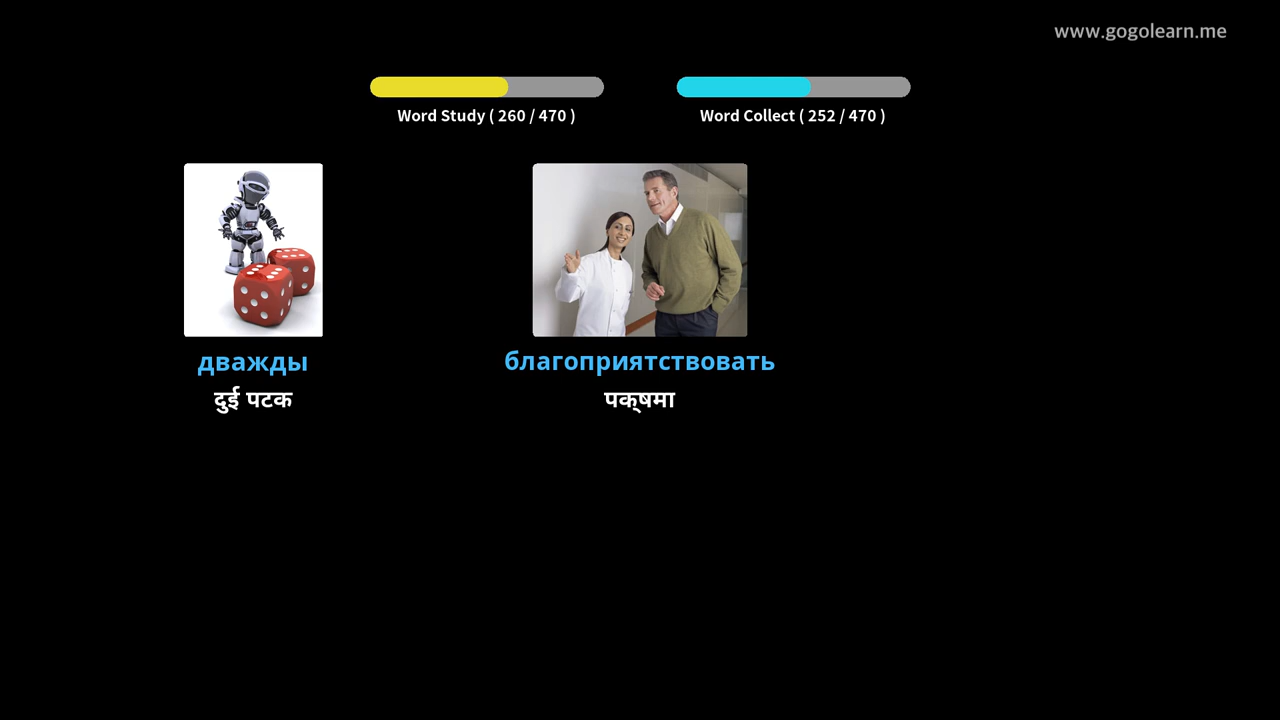 www.gogolearn.me
Word Study ( 260 / 470 )
Word Collect ( 252 / 470 )
дважды
दुई पटक
благоприятствовать
पक्षमा